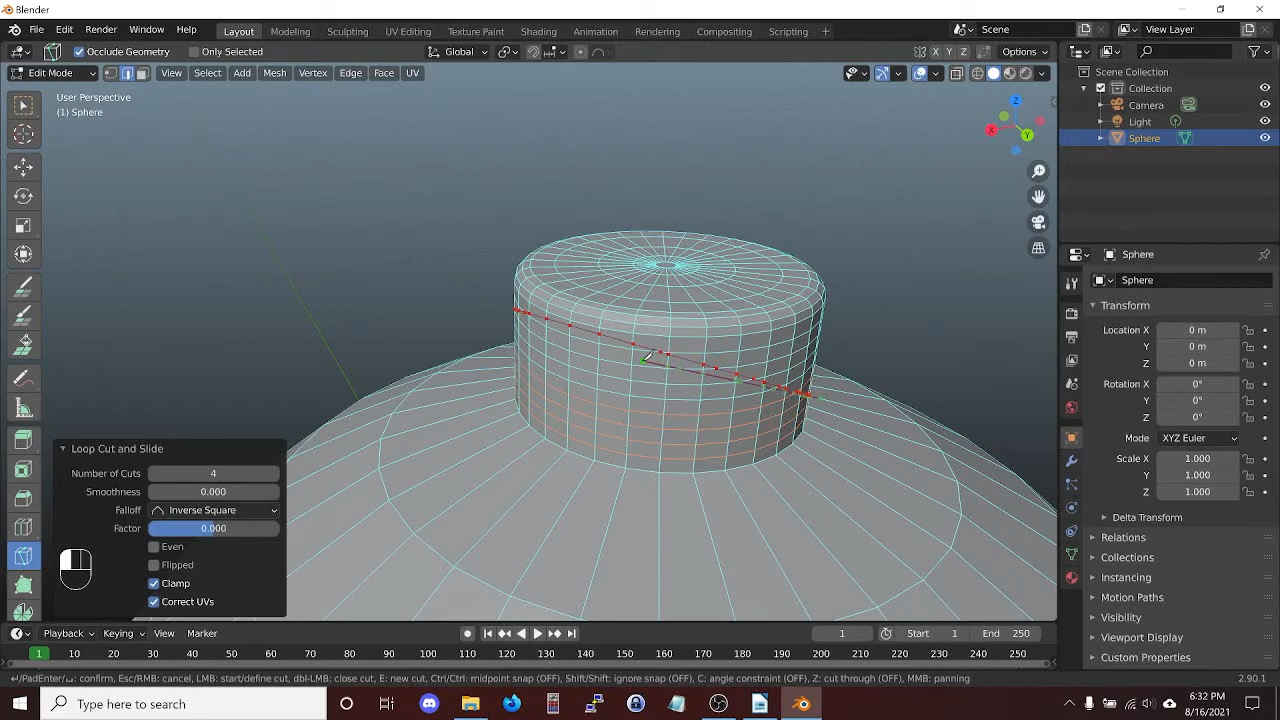 Blender
File Edit Render Window Help Layout Modeling Sculpting UV Editing Texture Paint Shading Animation Rendering Compositing Scripting + Scene View Layer
Occlude Geometry Only Selected Global X Y Z Options
Edit Mode View Select Add Mesh Vertex Edge Face UV
User Perspective
(1) Sphere
Z
X
Y
Scene Collection
Collection
Camera
Light
Sphere
Sphere
Sphere
Transform
Location X 0 m
Y 0 m
Z 0 m
Rotation X 0°
Y 0°
Z 0°
Mode XYZ Euler
Scale X 1.000
Y 1.000
Z 1.000
Delta Transform
Relations
Collections
Instancing
Motion Paths
Visibility
Viewport Display
Custom Properties
Loop Cut and Slide
Number of Cuts 4
Smoothness 0.000
Falloff Inverse Square
Factor 0.000
Even
Flipped
Clamp
Correct UVs
Playback Keying View Marker 1 Start 1 End 250
1 10 20 30 40 50 60 70 80 90 100 110 120 130 140 150 160 170 180 190 200 210 220 230 240 250
/PadEnter/: confirm, Esc/RMB: cancel, LMB: start/define cut, dbl-LMB: close cut, E: new cut, Ctrl/Ctrl: midpoint snap (OFF), Shift/Shift: ignore snap (OFF), C: angle constraint (OFF), Z: cut through (OFF), MMB: panning 2.90.1
Type here to search
6:32 PM
8/16/2021